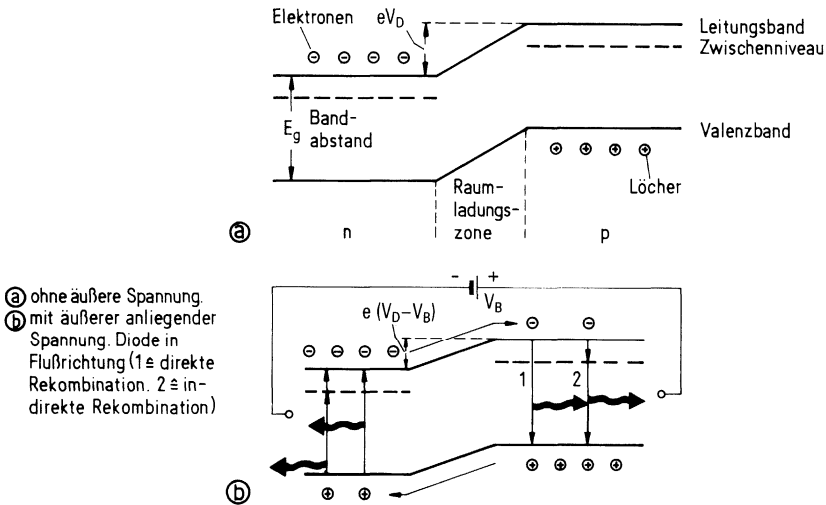 Elektronen
eV_D
Leitungsband
Zwischenniveau
E_g
Band-
abstand
Valenzband
Löcher
Raum-
ladungs-
zone
n
p
ⓐ
ⓐ ohne äußere Spannung.
ⓑ mit äußerer anliegender
Spannung. Diode in
Flußrichtung (1 ≙ direkte
Rekombination. 2 ≙ in-
direkte Rekombination)
- +
V_B
e (V_D–V_B)
1
2
ⓑ